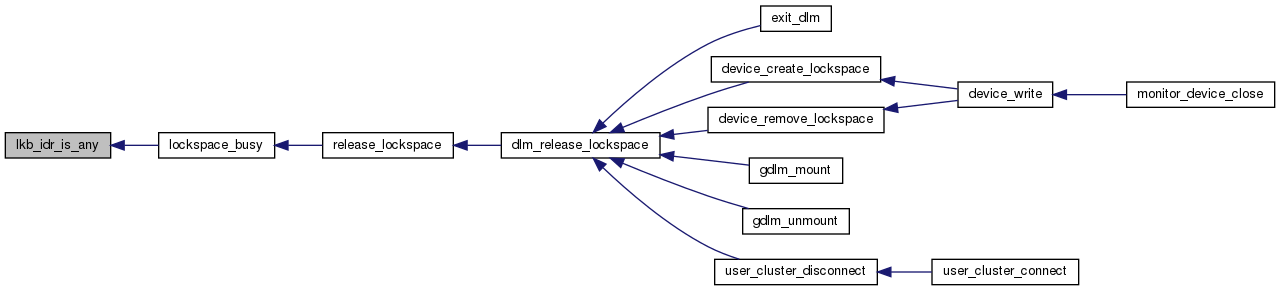 lkb_idr_is_any
lockspace_busy
release_lockspace
dlm_release_lockspace
exit_dlm
device_create_lockspace
device_remove_lockspace
gdlm_mount
gdlm_unmount
user_cluster_disconnect
device_write
monitor_device_close
user_cluster_connect